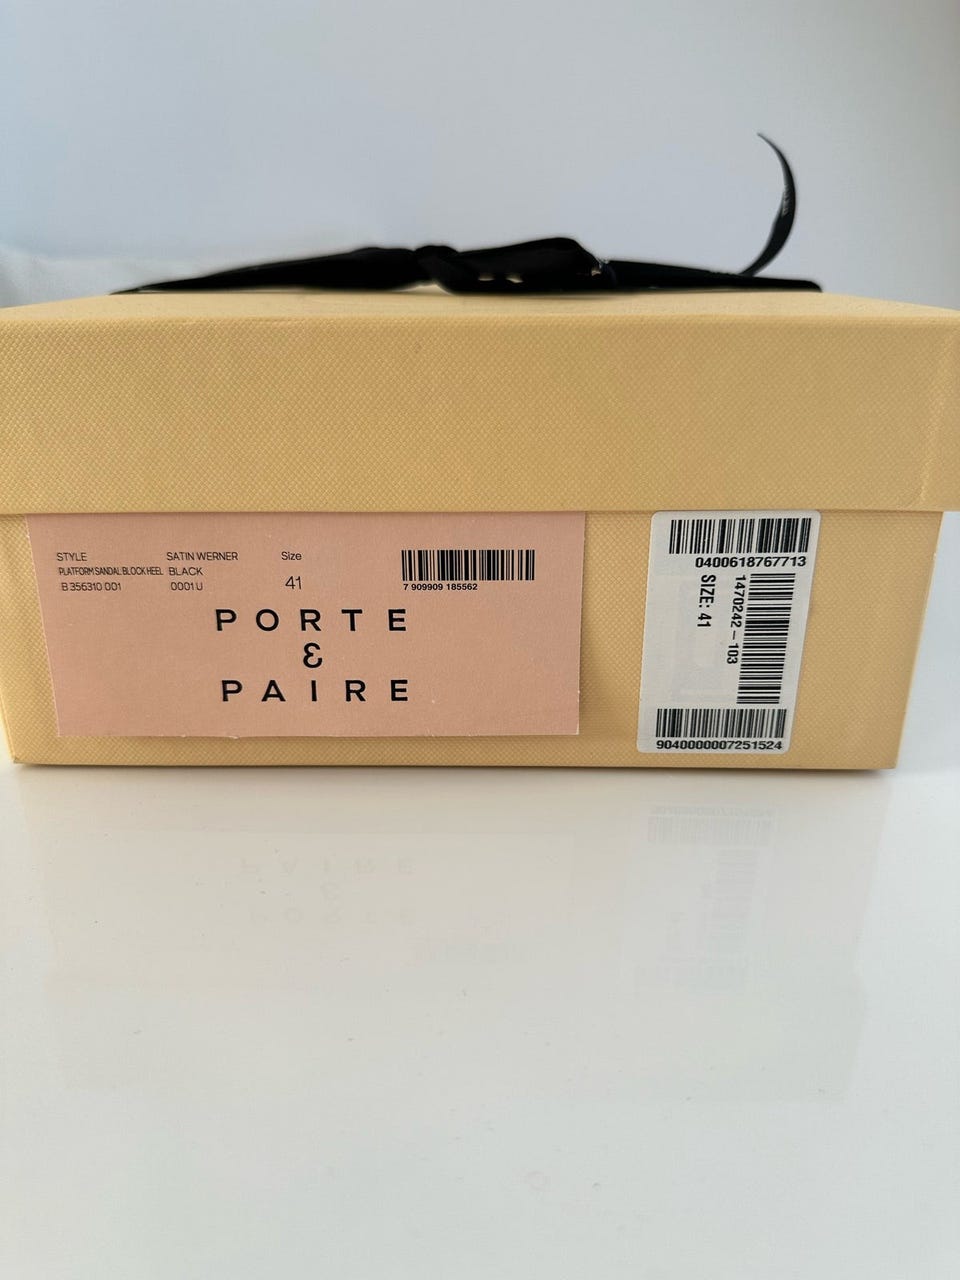 STYLE SATIN WERNER Size
PLATFORM SANDAL BLOCK HEEL BLACK
B 356310 001 0001 U 41
7 909909 185562
PORTE
&
PAIRE
0400618767713
1470242-103
SIZE: 41
9040000007251524